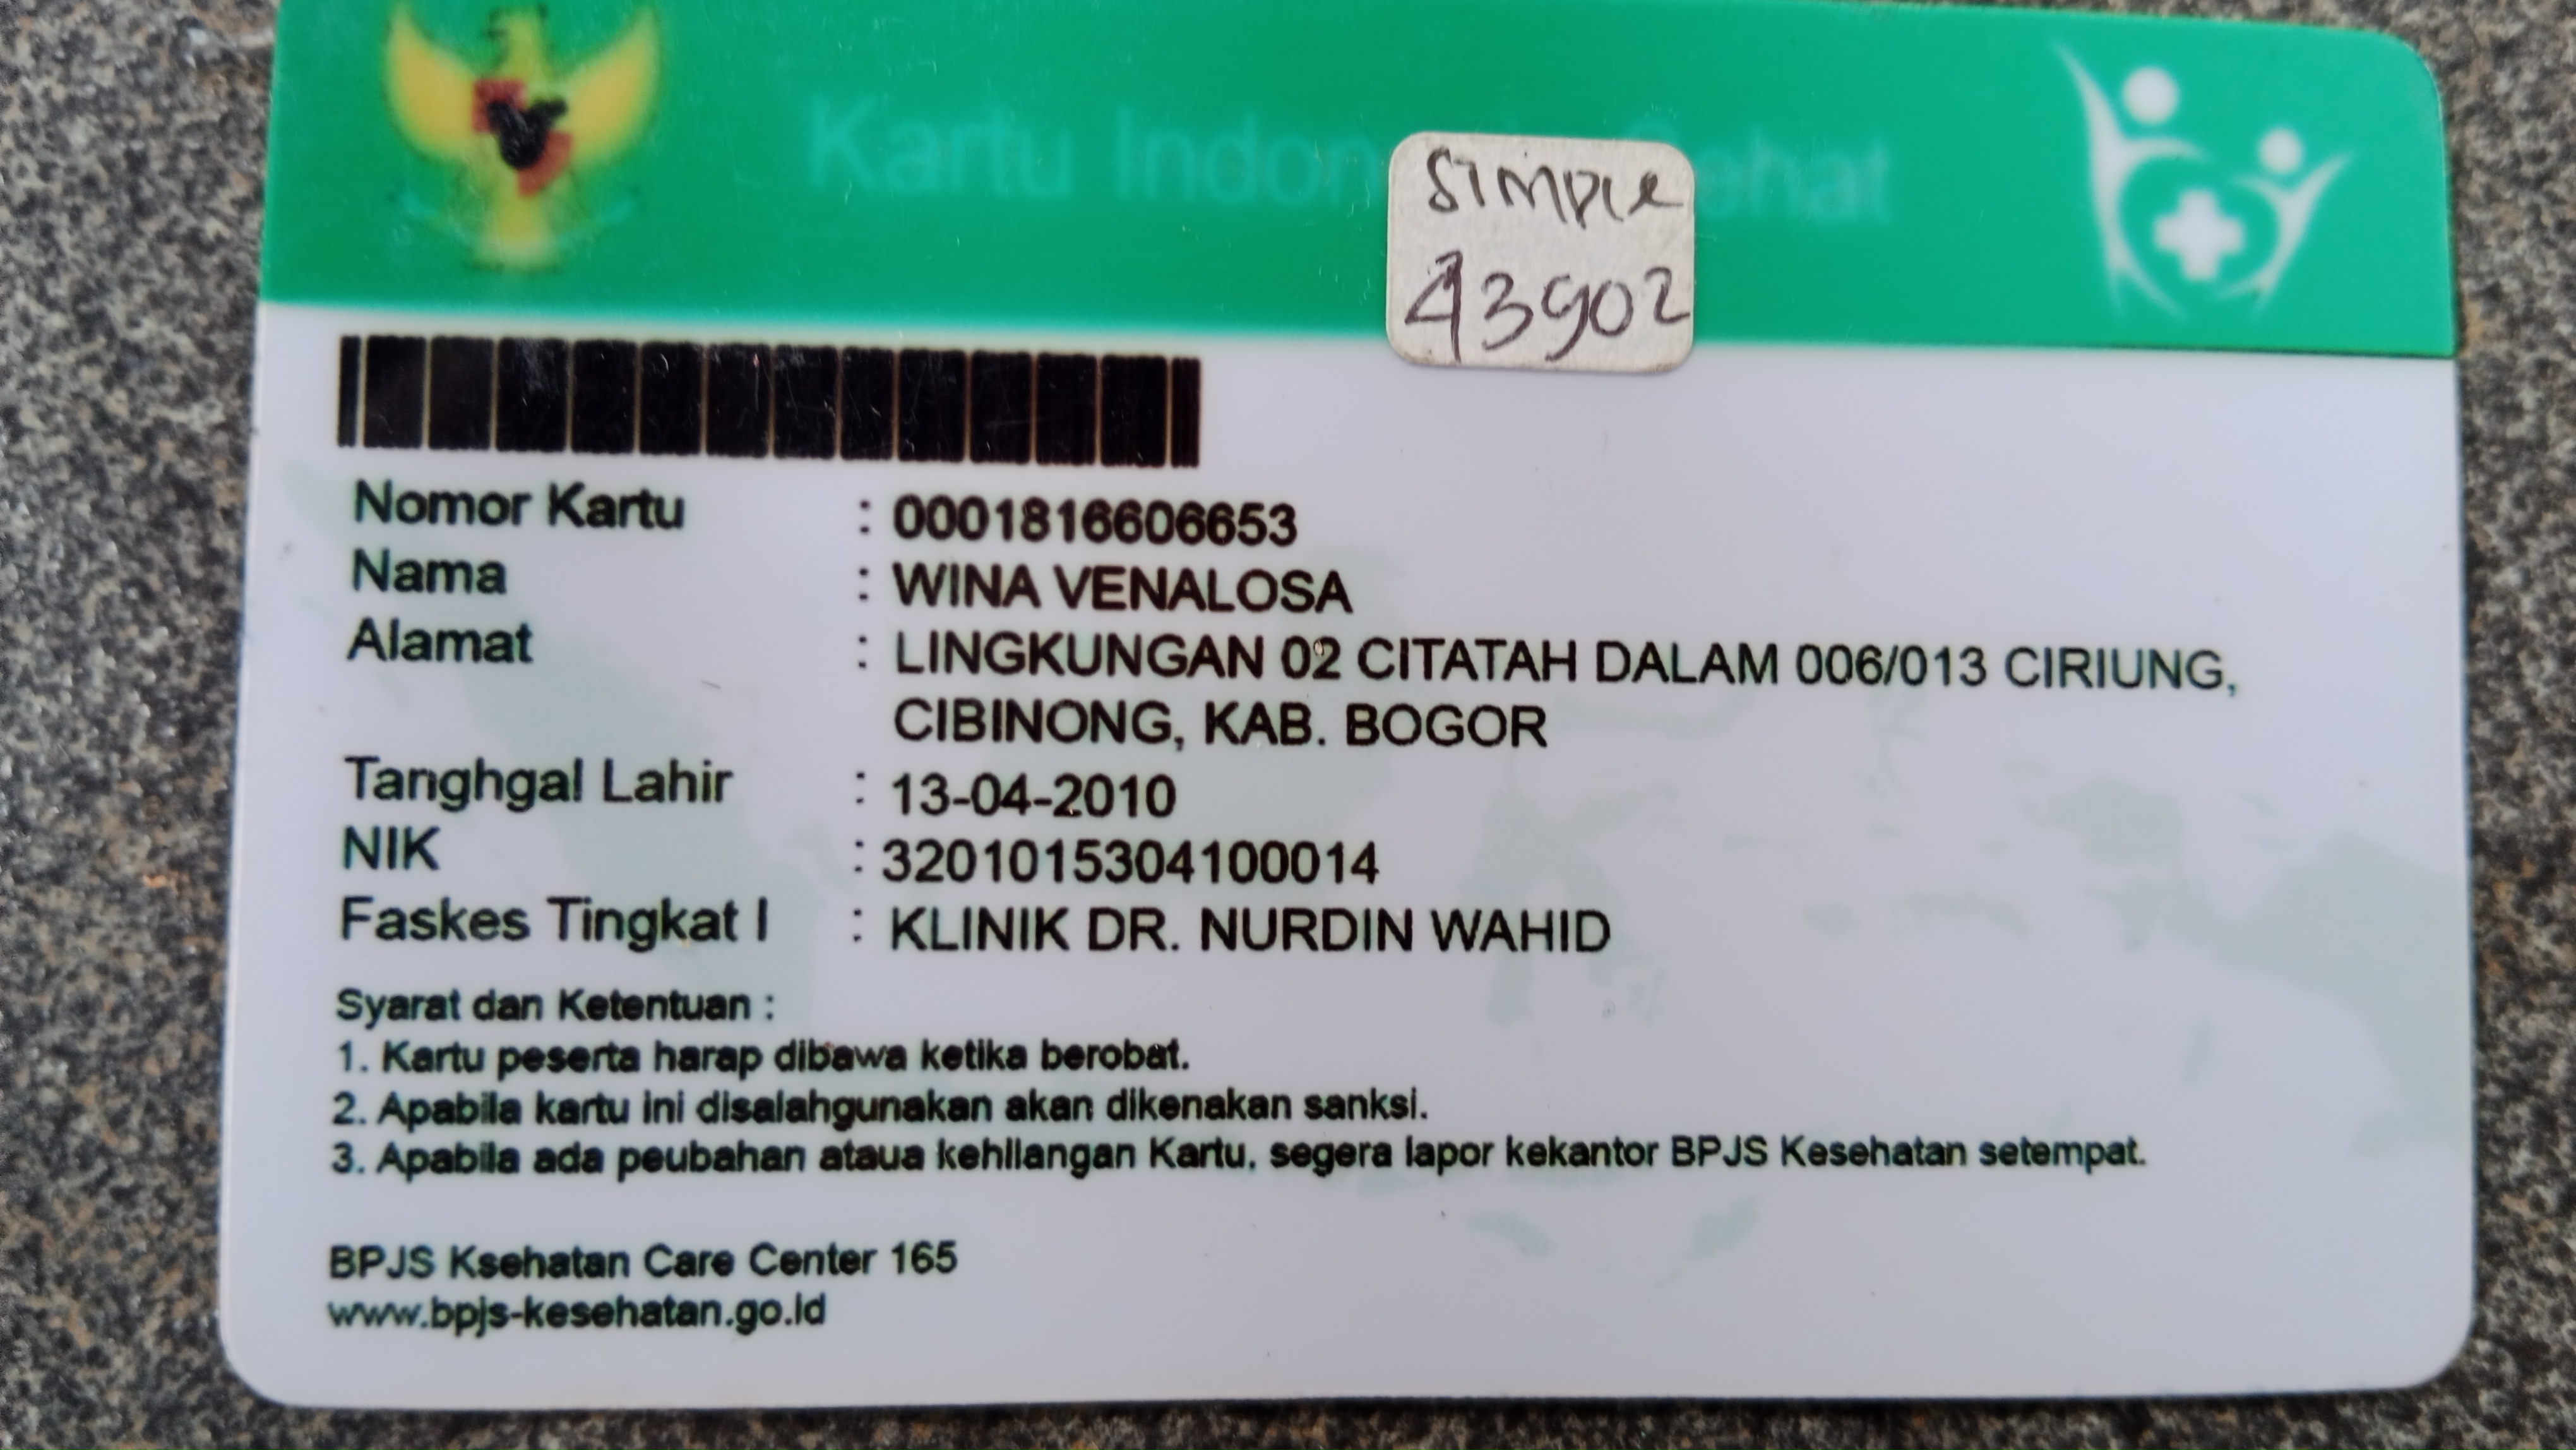 Kartu Indon ehat
simple
43902
Nomor Kartu : 0001816606653
Nama : WINA VENALOSA
Alamat : LINGKUNGAN 02 CITATAH DALAM 006/013 CIRIUNG,
CIBINONG, KAB. BOGOR
Tanghgal Lahir : 13-04-2010
NIK : 3201015304100014
Faskes Tingkat I : KLINIK DR. NURDIN WAHID
Syarat dan Ketentuan :
1. Kartu peserta harap dibawa ketika berobat.
2. Apabila kartu ini disalahgunakan akan dikenakan sanksi.
3. Apabila ada peubahan ataua kehilangan Kartu, segera lapor kekantor BPJS Kesehatan setempat.
BPJS Ksehatan Care Center 165
www.bpjs-kesehatan.go.id